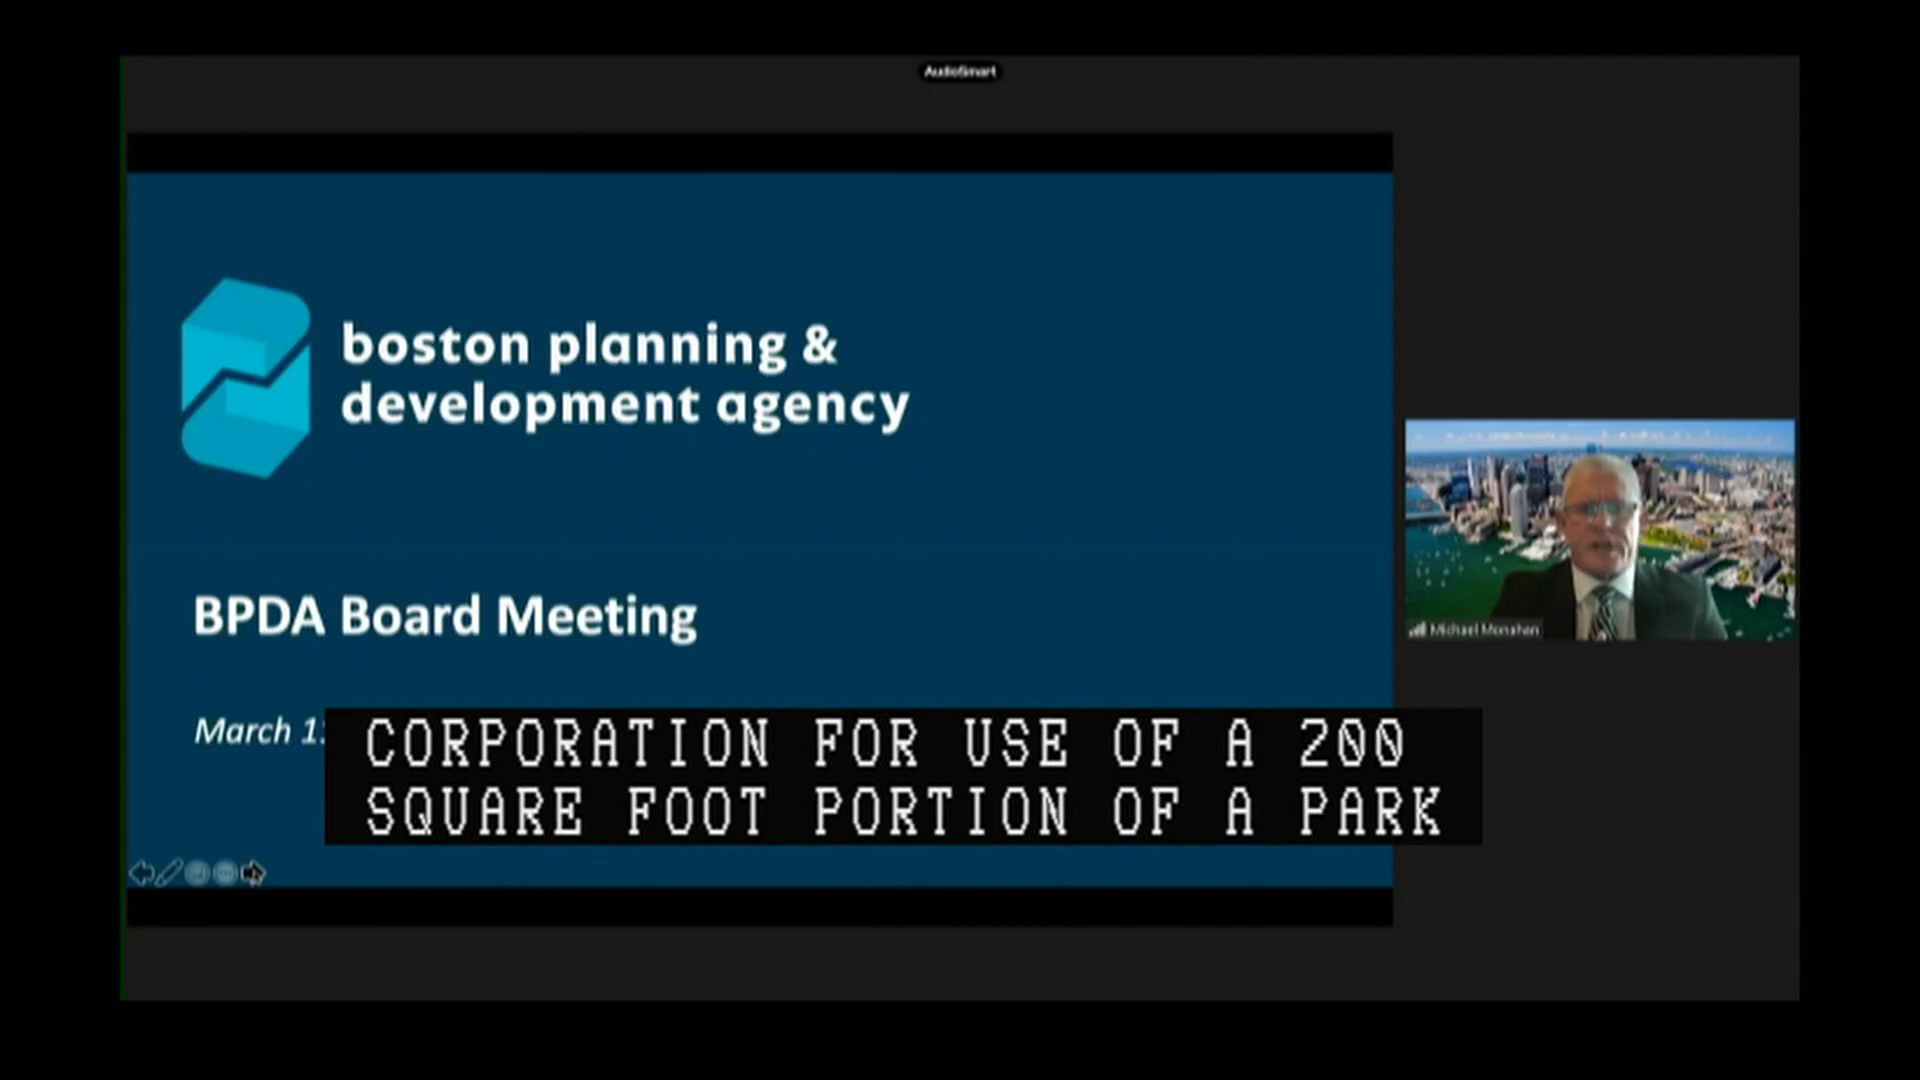 AudioSmart
boston planning &
development agency
BPDA Board Meeting
March 1
CORPORATION FOR USE OF A 200
SQUARE FOOT PORTION OF A PARK
Michael Monahan